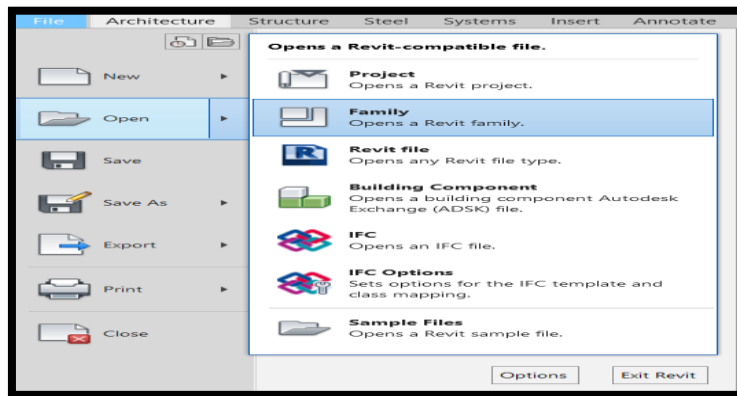 File Architecture Structure Steel Systems Insert Annotate
New
Open
Save
Save As
Export
Print
Close
Opens a Revit-compatible file.
Project
Opens a Revit project.
Family
Opens a Revit family.
R
Revit file
Opens any Revit file type.
Building Component
Opens a building component Autodesk
Exchange (ADSK) file.
IFC
Opens an IFC file.
IFC Options
Sets options for the IFC template and
class mapping.
Sample Files
Opens a Revit sample file.
Options Exit Revit